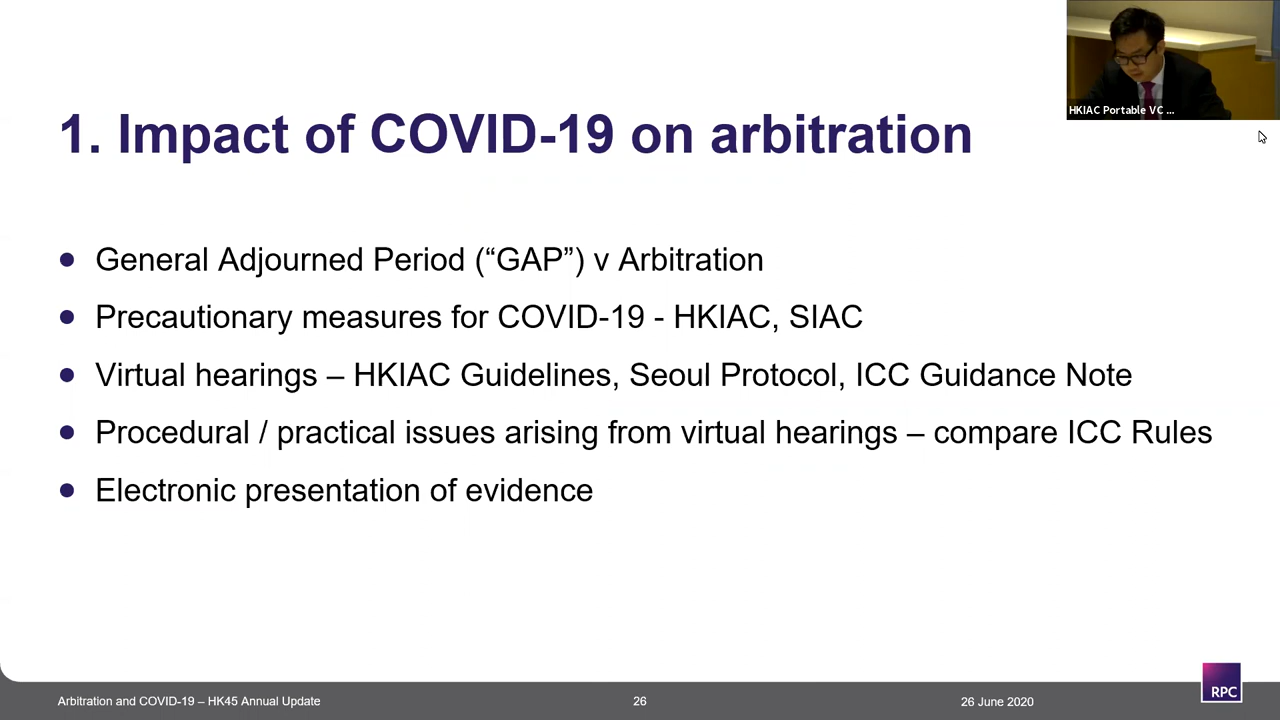 HKIAC Portable VC ...
1. Impact of COVID-19 on arbitration
General Adjourned Period (“GAP”) v Arbitration
Precautionary measures for COVID-19 - HKIAC, SIAC
Virtual hearings – HKIAC Guidelines, Seoul Protocol, ICC Guidance Note
Procedural / practical issues arising from virtual hearings – compare ICC Rules
Electronic presentation of evidence
Arbitration and COVID-19 – HK45 Annual Update
26
26 June 2020
RPC